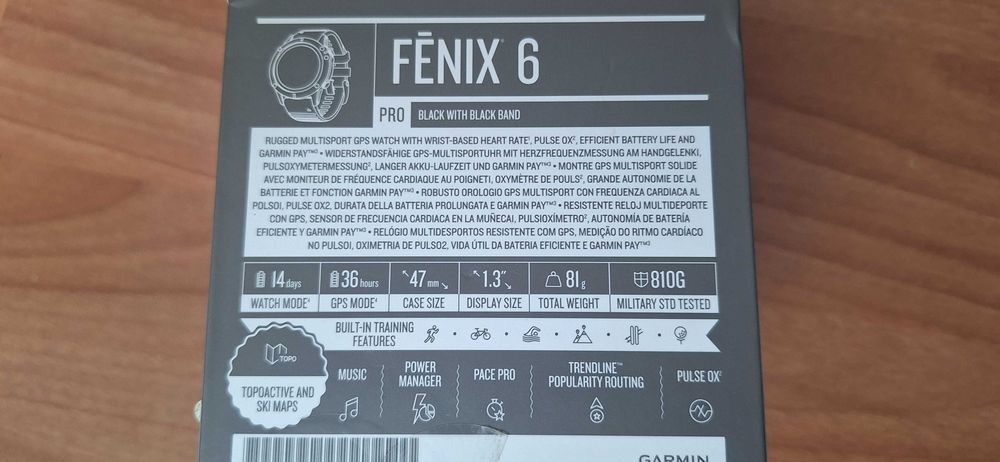 FĒNIX® 6
PRO BLACK WITH BLACK BAND
RUGGED MULTISPORT GPS WATCH WITH WRIST-BASED HEART RATE¹, PULSE OX², EFFICIENT BATTERY LIFE AND
GARMIN PAY™³ • WIDERSTANDSFÄHIGE GPS-MULTISPORTUHR MIT HERZFREQUENZMESSUNG AM HANDGELENK¹,
PULSOXYMETERMESSUNG², LANGER AKKU-LAUFZEIT UND GARMIN PAY™³ • MONTRE GPS MULTISPORT SOLIDE
AVEC MONITEUR DE FRÉQUENCE CARDIAQUE AU POIGNET¹, OXYMÈTRE DE POULS², GRANDE AUTONOMIE DE LA
BATTERIE ET FONCTION GARMIN PAY™³ • ROBUSTO OROLOGIO GPS MULTISPORT CON FREQUENZA CARDIACA AL
POLSO¹, PULSE OX2, DURATA DELLA BATTERIA PROLUNGATA E GARMIN PAY™³ • RESISTENTE RELOJ MULTIDEPORTE
CON GPS, SENSOR DE FRECUENCIA CARDIACA EN LA MUÑECA¹, PULSIOXÍMETRO², AUTONOMÍA DE BATERÍA
EFICIENTE Y GARMIN PAY™³ • RELÓGIO MULTIDESPORTOS RESISTENTE COM GPS, MEDIÇÃO DO RITMO CARDÍACO
NO PULSO¹, OXIMETRIA DE PULSO2, VIDA ÚTIL DA BATERIA EFICIENTE E GARMIN PAY™³
14 days 36 hours 47 mm 1.3″ 81 g 810G
WATCH MODE⁴ GPS MODE⁴ CASE SIZE DISPLAY SIZE TOTAL WEIGHT MILITARY STD TESTED
BUILT-IN TRAINING
FEATURES
TOPO
TOPOACTIVE AND
SKI MAPS
MUSIC
POWER
MANAGER
PACE PRO
TRENDLINE™
POPULARITY ROUTING
PULSE OX²
GARMIN